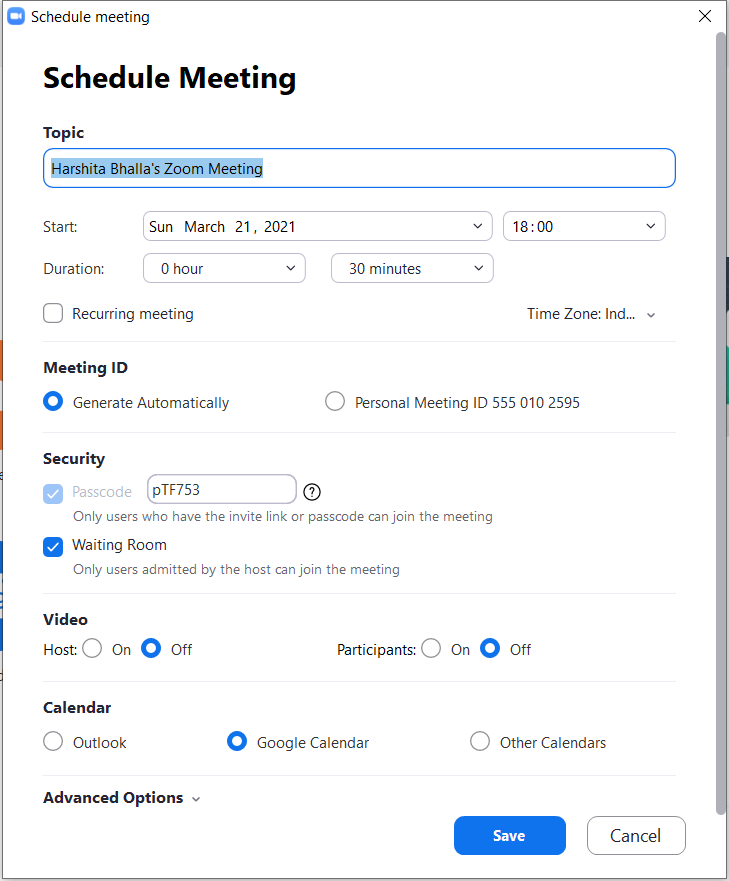 Schedule meeting
Schedule Meeting
Topic
Harshita Bhalla's Zoom Meeting
Start: Sun March 21, 2021 18:00
Duration: 0 hour 30 minutes
Recurring meeting Time Zone: Ind...
Meeting ID
Generate Automatically Personal Meeting ID 555 010 2595
Security
Passcode pTF753 ?
Only users who have the invite link or passcode can join the meeting
Waiting Room
Only users admitted by the host can join the meeting
Video
Host: On Off Participants: On Off
Calendar
Outlook Google Calendar Other Calendars
Advanced Options
Save Cancel